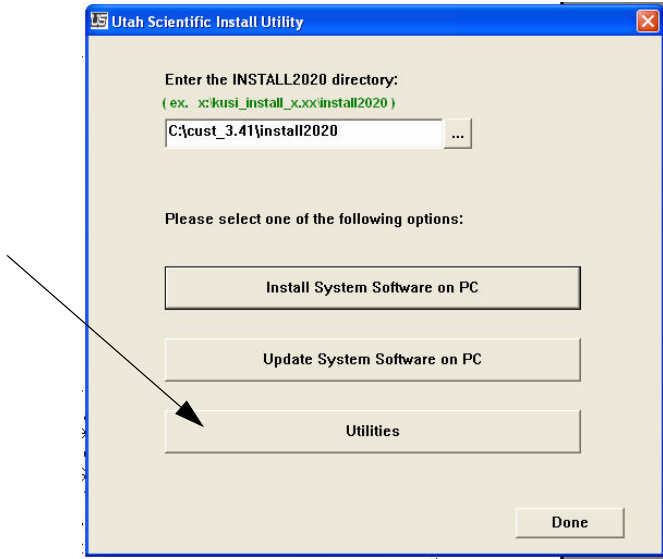 Utah Scientific Install Utility
Enter the INSTALL2020 directory:
( ex. x:\kusi_install_x.xx\install2020 )
C:\cust_3.41\install2020
...
Please select one of the following options:
Install System Software on PC
Update System Software on PC
Utilities
Done